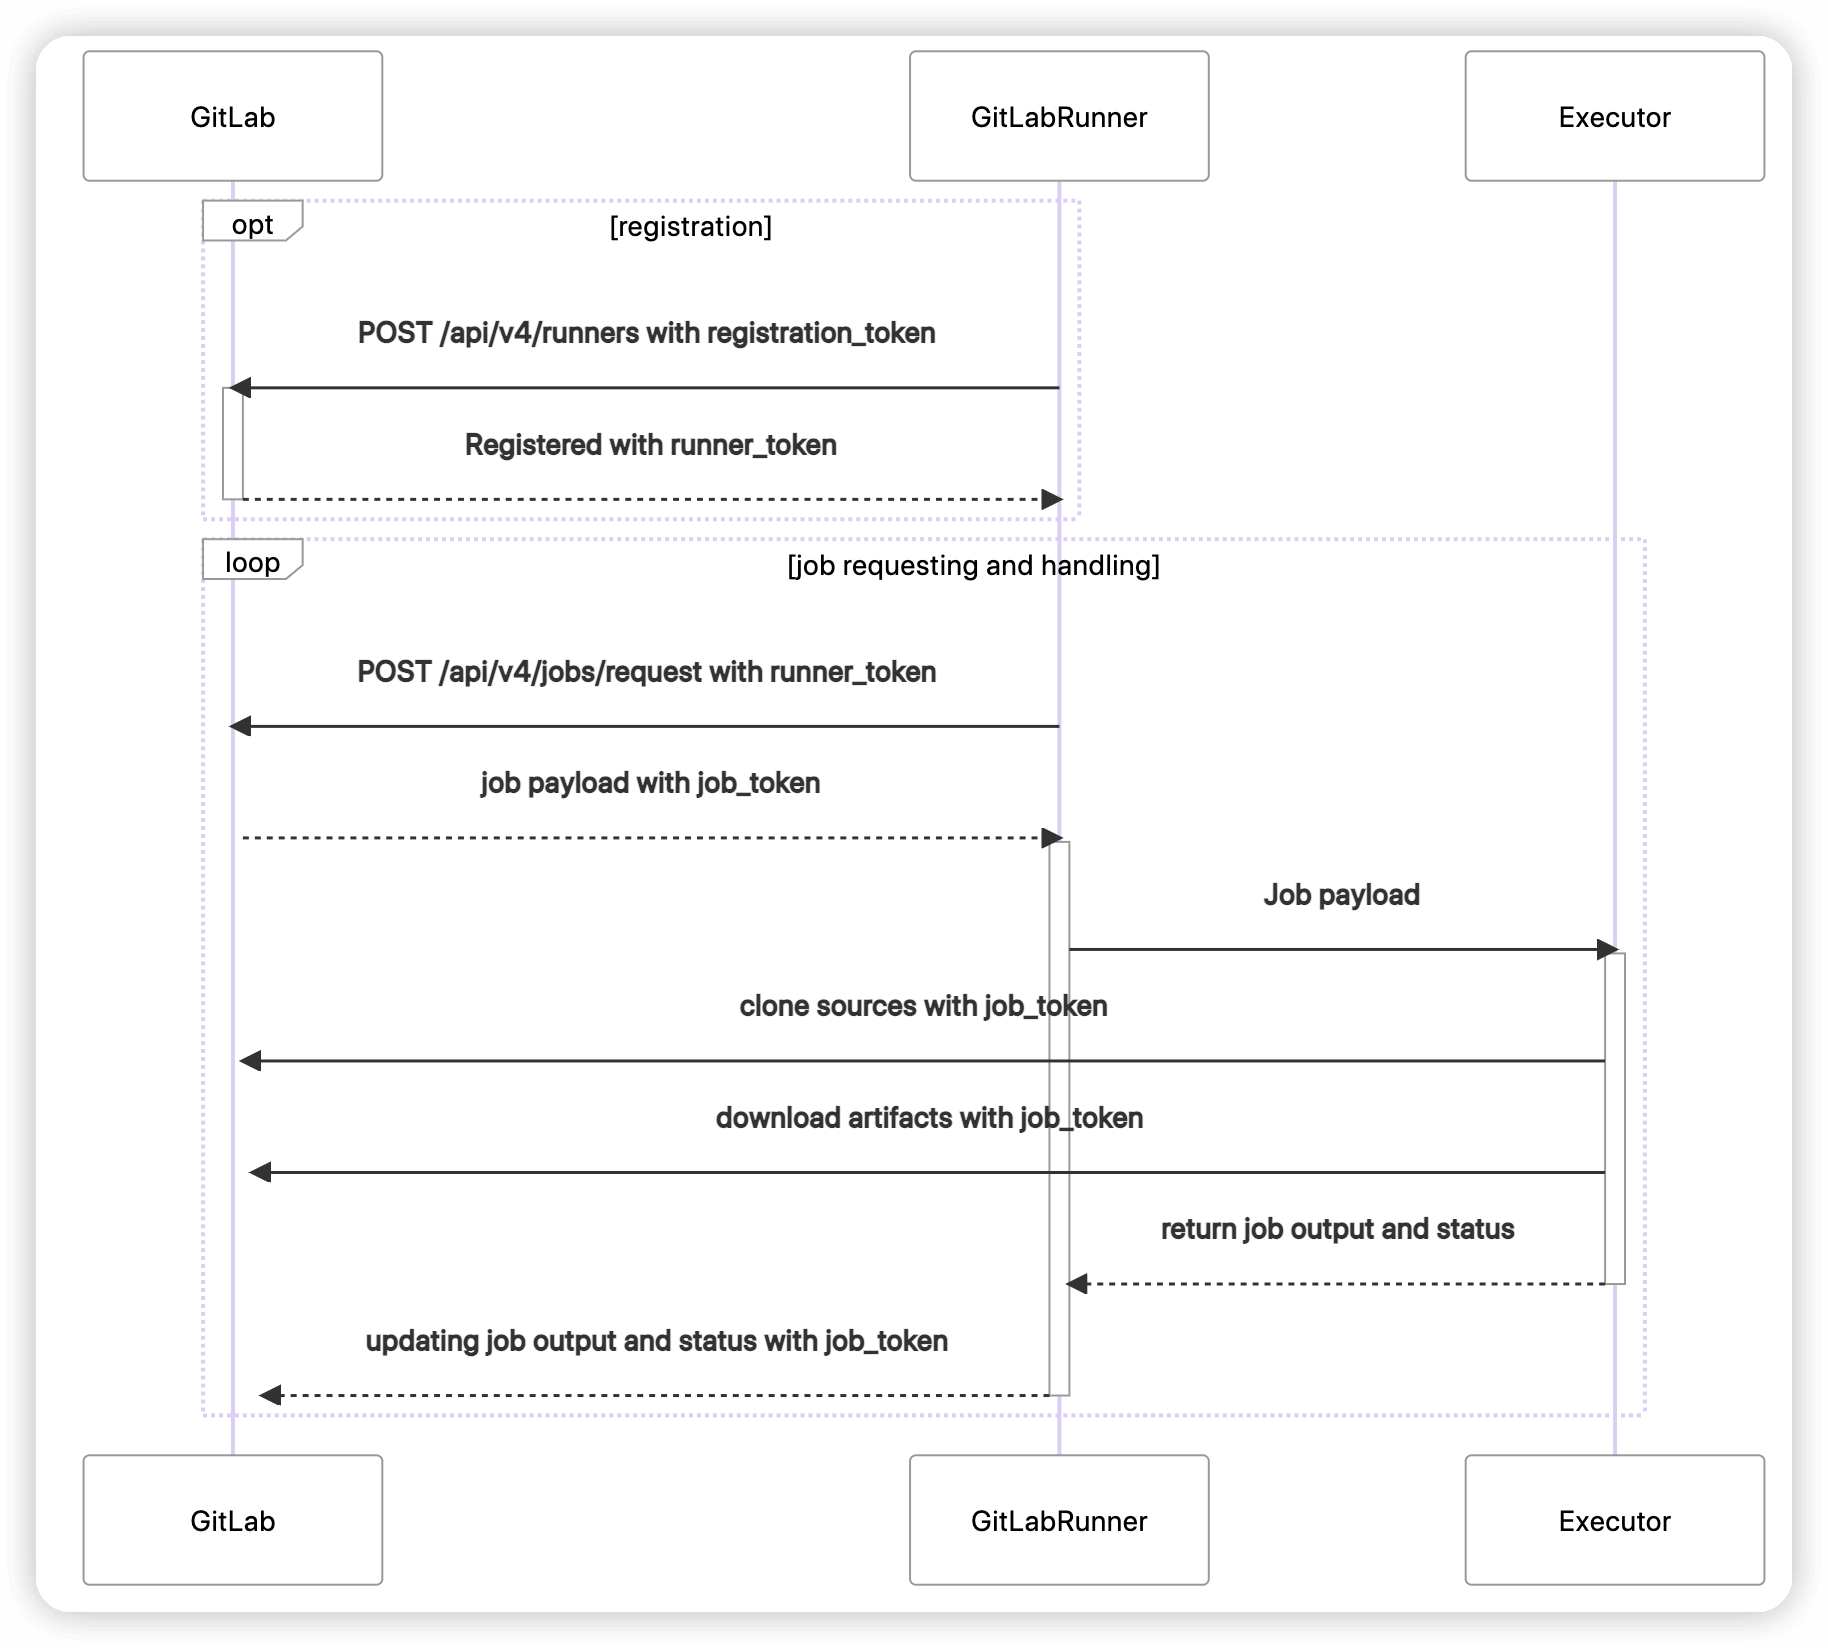 GitLab
GitLabRunner
Executor
opt
[registration]
POST /api/v4/runners with registration_token
Registered with runner_token
loop
[job requesting and handling]
POST /api/v4/jobs/request with runner_token
job payload with job_token
Job payload
clone sources with job_token
download artifacts with job_token
return job output and status
updating job output and status with job_token
GitLab
GitLabRunner
Executor